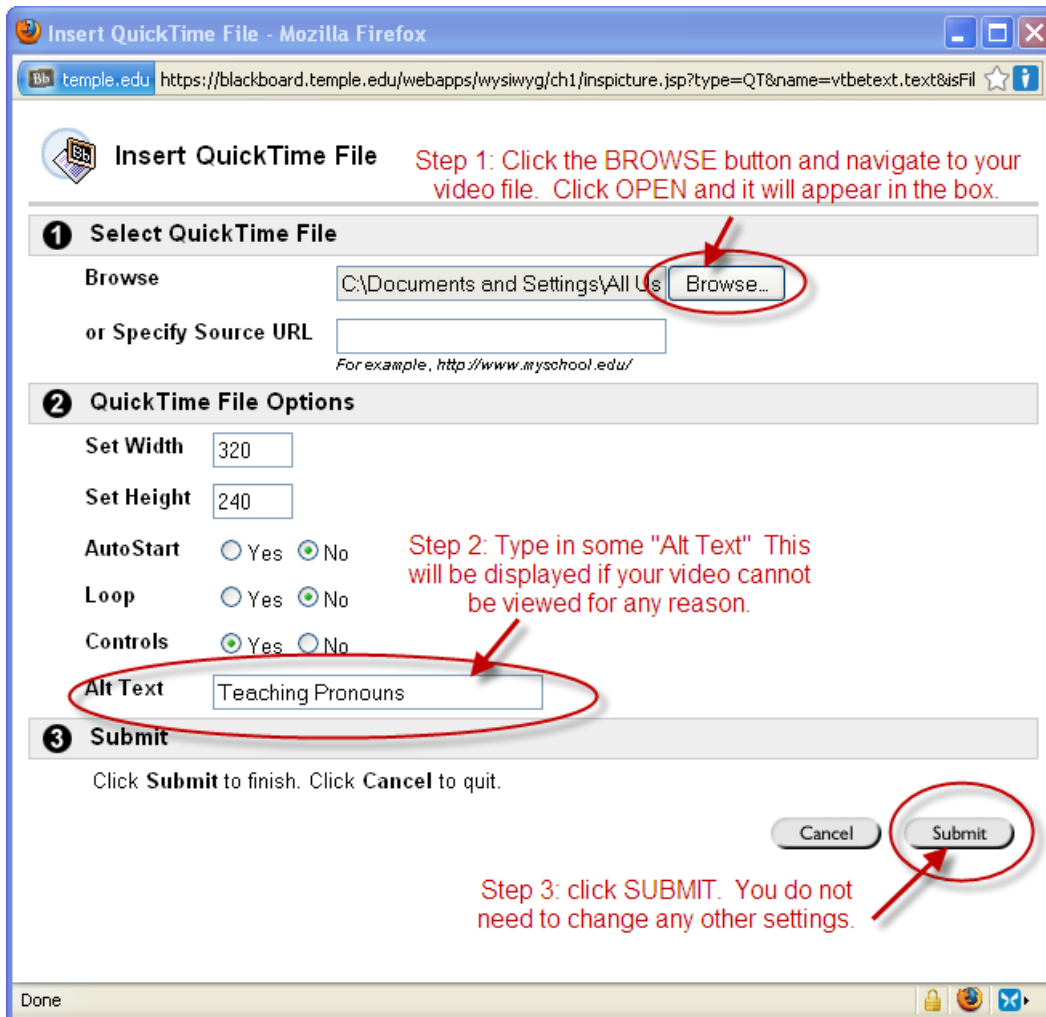 Insert QuickTime File - Mozilla Firefox
Bb temple.edu https://blackboard.temple.edu/webapps/wysiwyg/ch1/inspicture.jsp?type=QT&name=vtbetext.text&isFil
Bb Insert QuickTime File
Step 1: Click the BROWSE button and navigate to your
video file. Click OPEN and it will appear in the box.
1 Select QuickTime File
Browse C:\Documents and Settings\All Us Browse...
or Specify Source URL
For example, http://www.myschool.edu/
2 QuickTime File Options
Set Width 320
Set Height 240
AutoStart Yes No
Loop Yes No
Controls Yes No
Step 2: Type in some "Alt Text" This
will be displayed if your video cannot
be viewed for any reason.
Alt Text Teaching Pronouns
3 Submit
Click Submit to finish. Click Cancel to quit.
Cancel Submit
Step 3: click SUBMIT. You do not
need to change any other settings.
Done